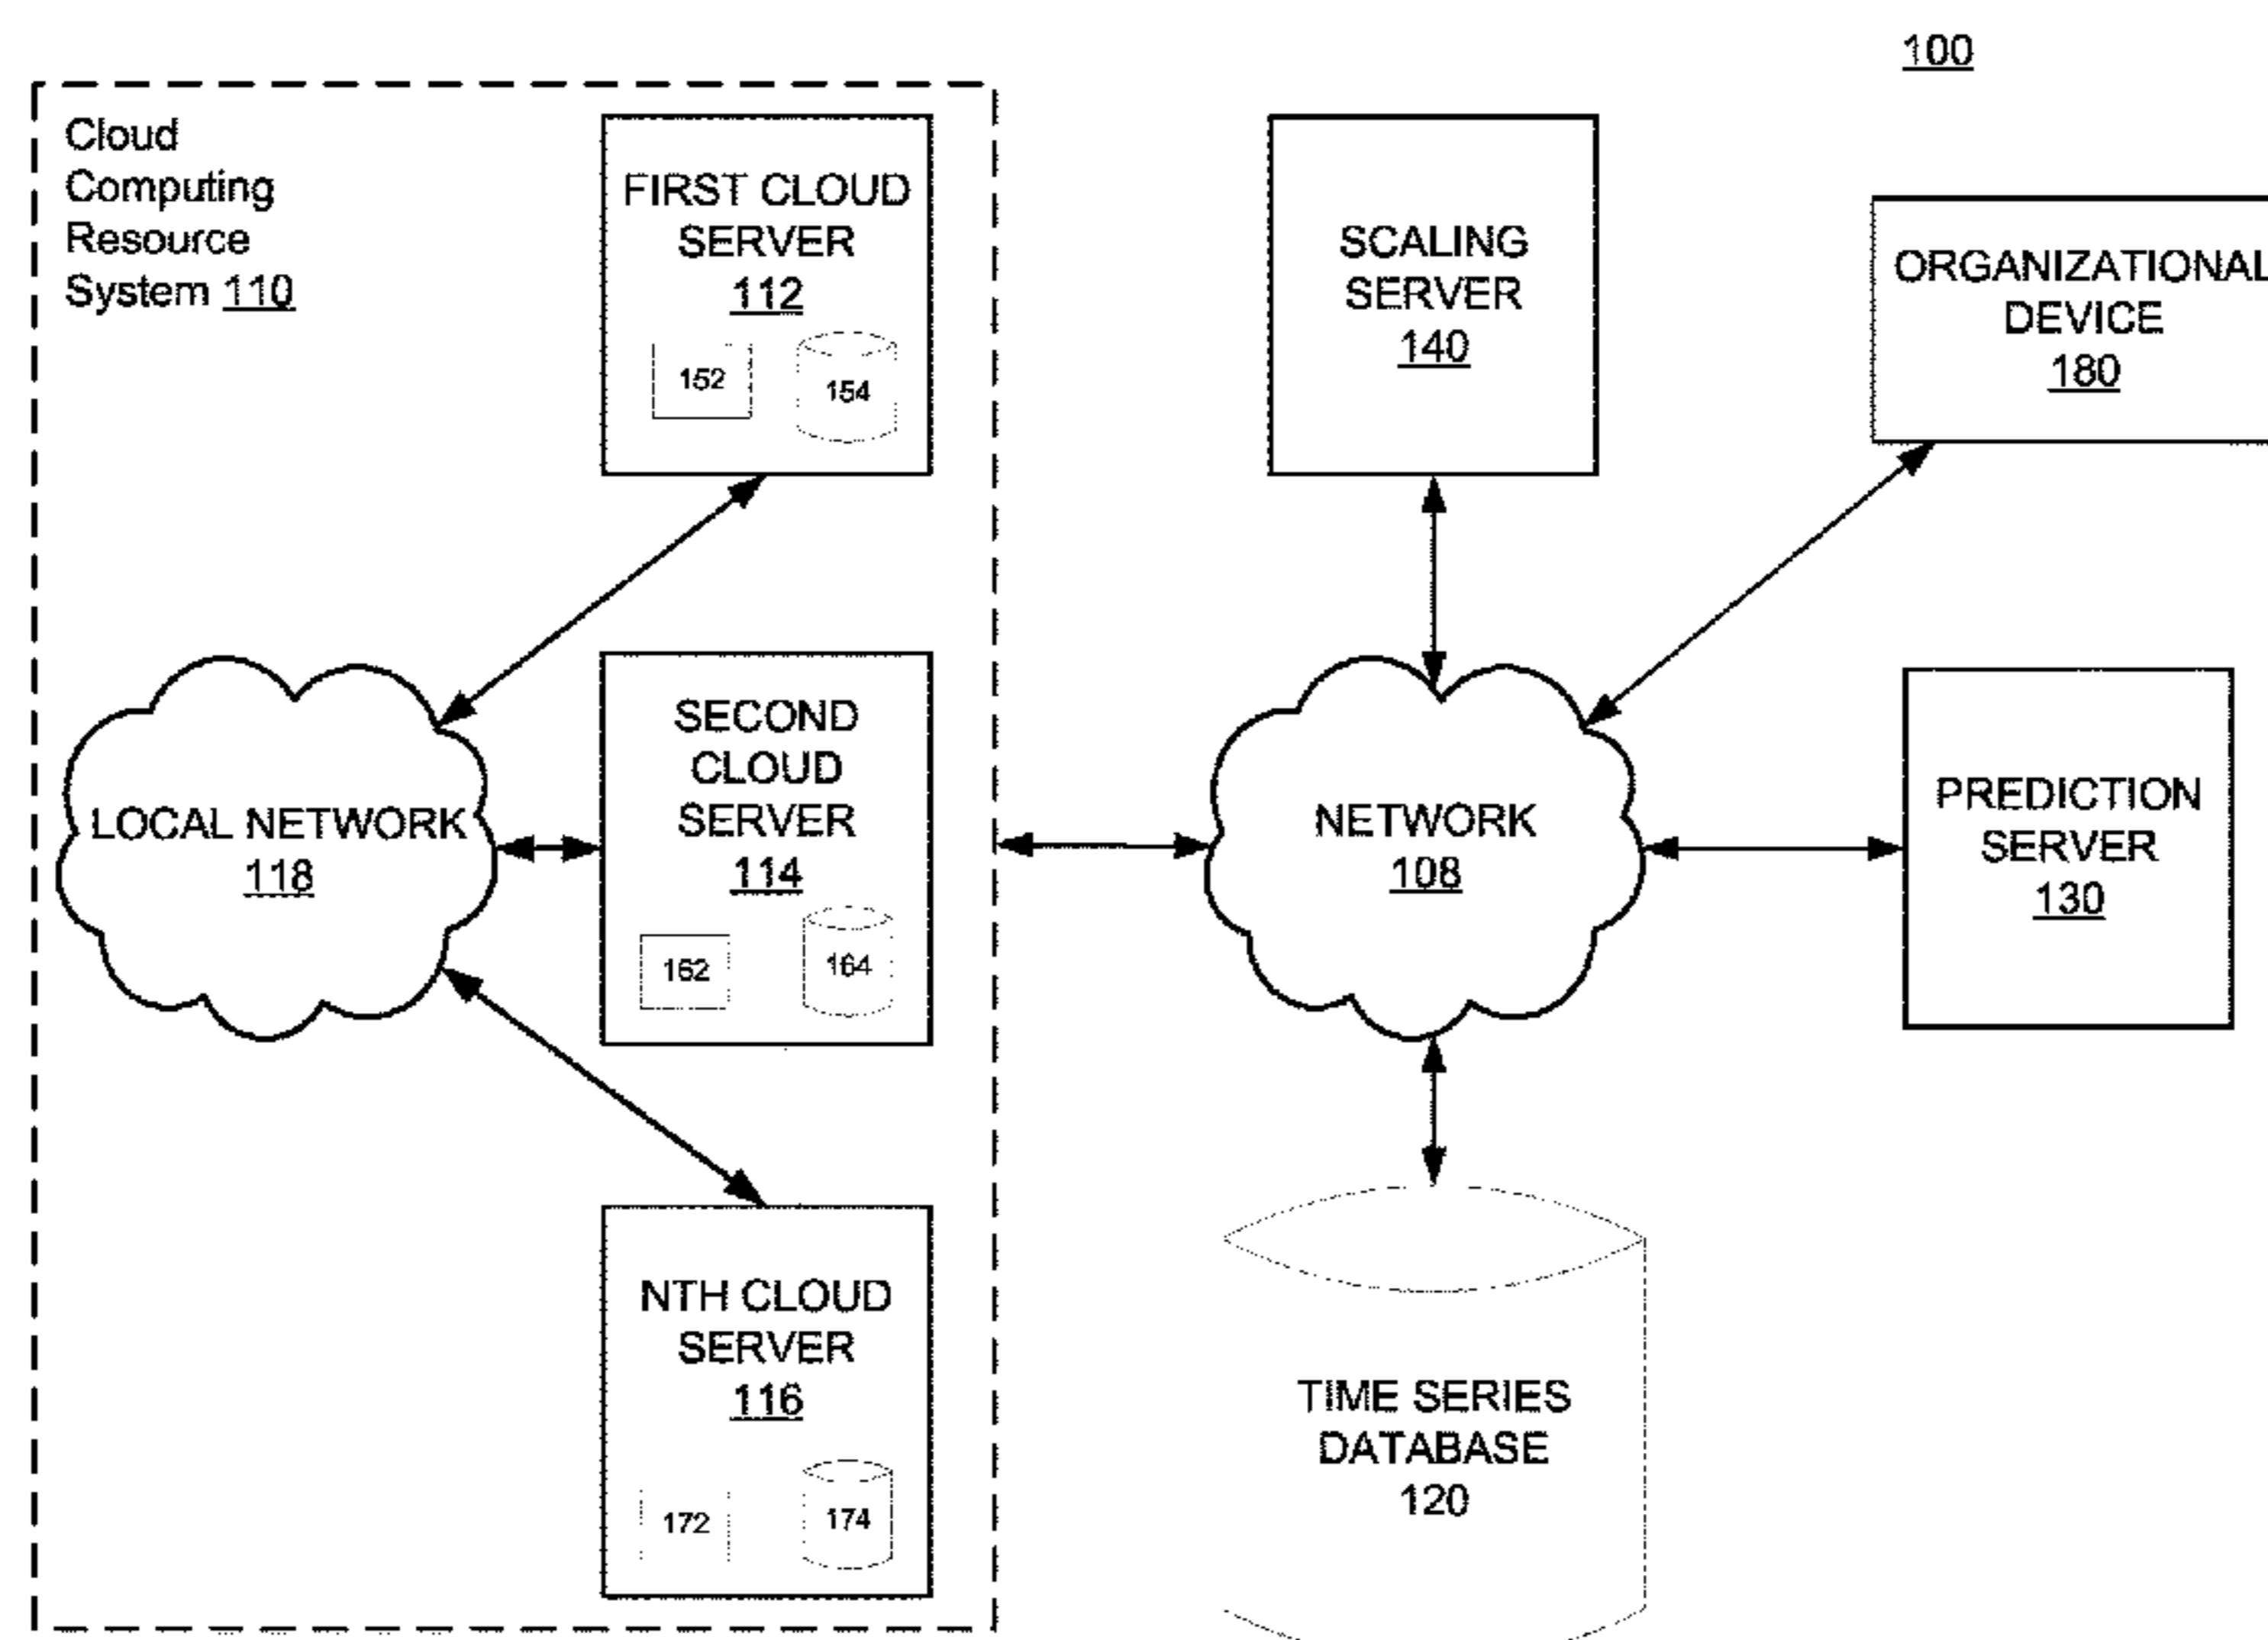 100
Cloud
Computing
Resource
System 110
FIRST CLOUD
SERVER
112
152
154
SECOND
CLOUD
SERVER
114
162
164
NTH CLOUD
SERVER
116
172
174
LOCAL NETWORK
118
SCALING
SERVER
140
ORGANIZATIONAL
DEVICE
180
NETWORK
108
PREDICTION
SERVER
130
TIME SERIES
DATABASE
120